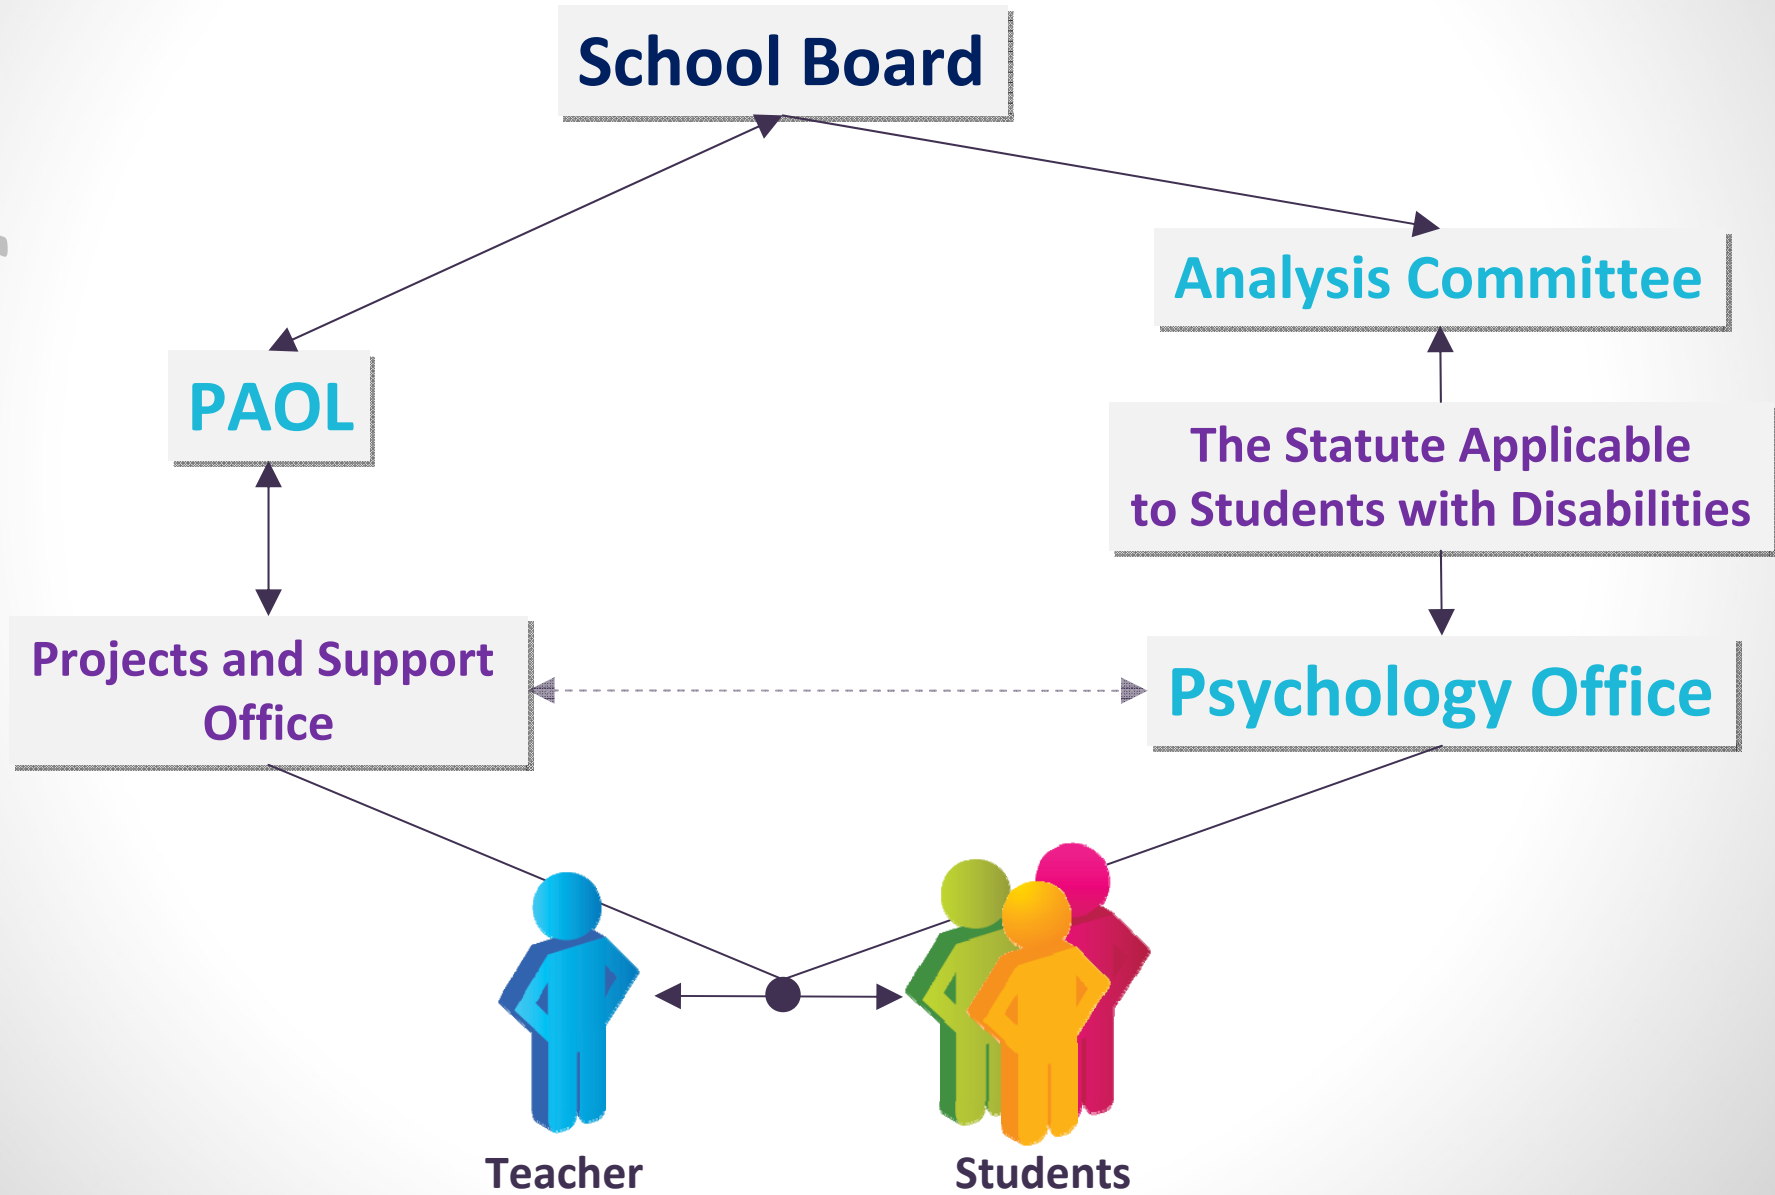 School Board
Analysis Committee
PAOL
The Statute Applicable
to Students with Disabilities
Projects and Support
Office
Psychology Office
Teacher
Students